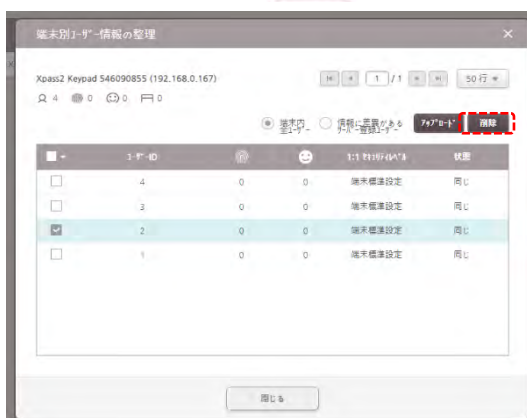 端末別ﾕｰｻﾞｰ情報の整理 ×
Xpass2 Keypad 546090855 (192.168.0.167) 1 / 1 50 行
4 0 0 0
端末内全ﾕｰｻﾞｰ 情報に差異があるｻｰﾊﾞｰ登録ﾕｰｻﾞｰ ｱｯﾌﾟﾛｰﾄﾞ 削除
ﾕｰｻﾞｰID 1:1 ｾｷｭﾘﾃｨﾚﾍﾞﾙ 状態
4 0 0 端末標準設定 同じ
3 0 0 端末標準設定 同じ
2 0 0 端末標準設定 同じ
1 0 0 端末標準設定 同じ
閉じる